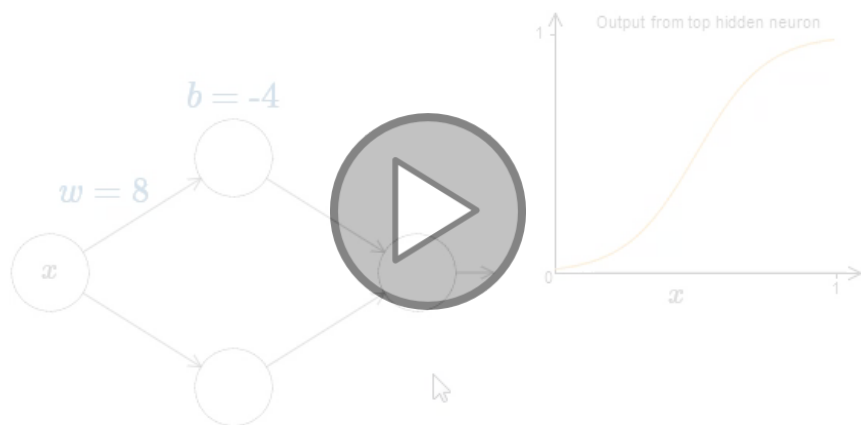 b = -4
w = 8
x
Output from top hidden neuron
1
0
x
1